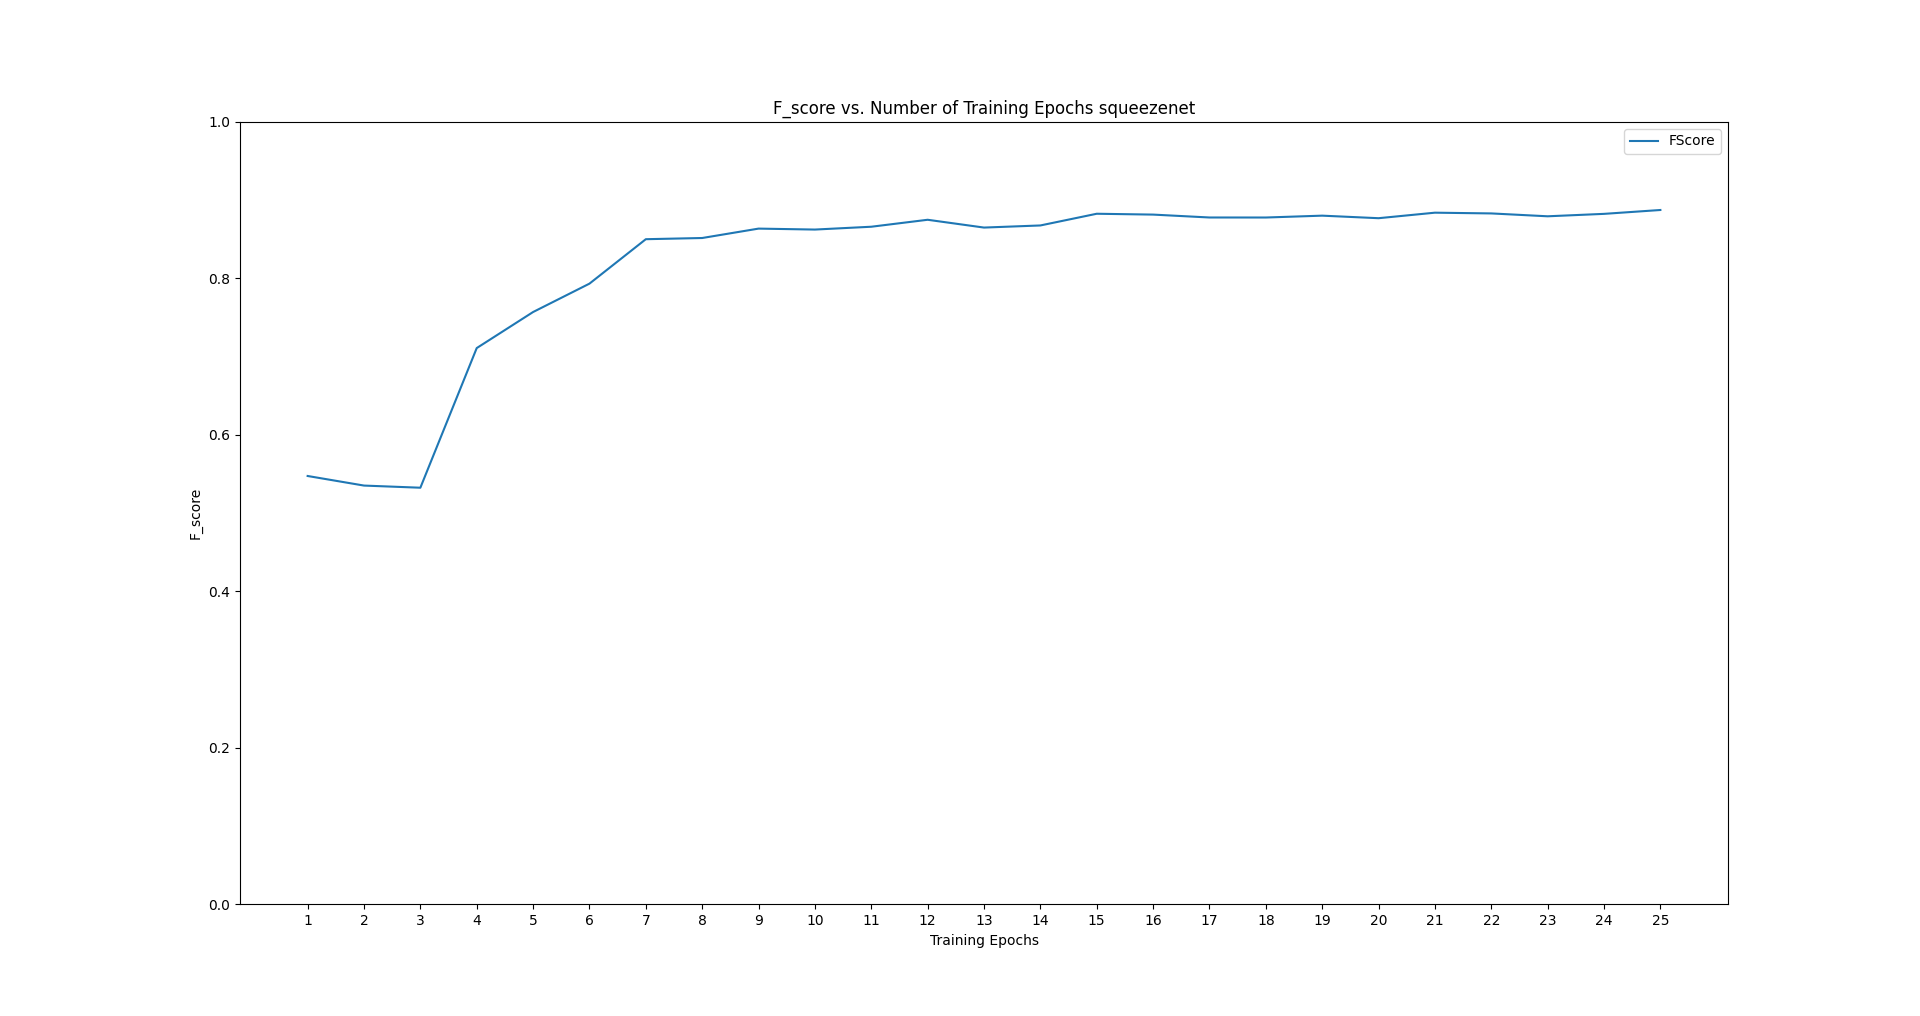 F_score vs. Number of Training Epochs squeezenet
FScore
1.0
0.8
0.6
0.4
0.2
0.0
F_score
1 2 3 4 5 6 7 8 9 10 11 12 13 14 15 16 17 18 19 20 21 22 23 24 25
Training Epochs